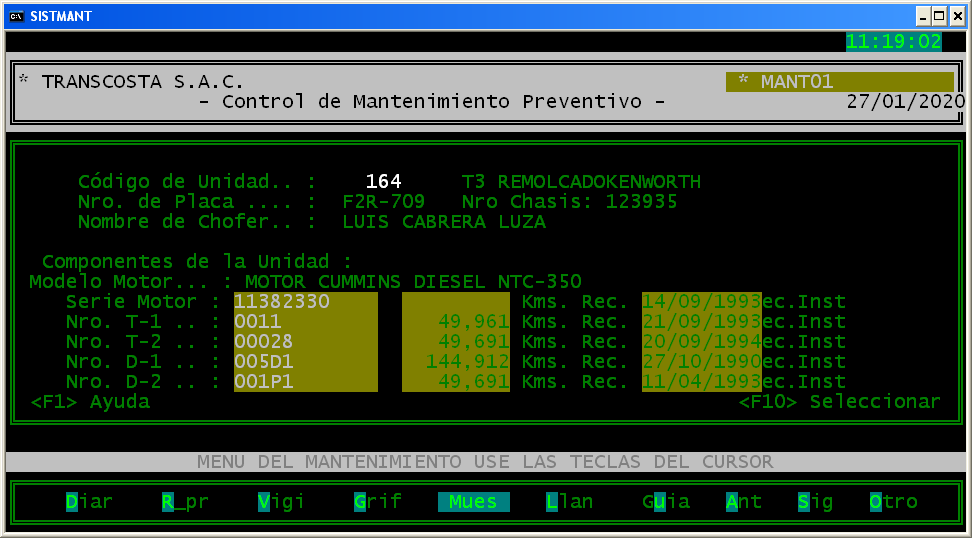 SISTMANT
11:19:02
* TRANSCOSTA S.A.C. * MANT01
- Control de Mantenimiento Preventivo - 27/01/2020
Código de Unidad.. : 164 T3 REMOLCADOKENWORTH
Nro. de Placa .... : F2R-709 Nro Chasis: 123935
Nombre de Chofer.. : LUIS CABRERA LUZA
Componentes de la Unidad :
Modelo Motor... : MOTOR CUMMINS DIESEL NTC-350
Serie Motor : 11382330 Kms. Rec. 14/09/1993ec.Inst
Nro. T-1 .. : 0011 49,961 Kms. Rec. 21/09/1993ec.Inst
Nro. T-2 .. : 00028 49,691 Kms. Rec. 20/09/1994ec.Inst
Nro. D-1 .. : 005D1 144,912 Kms. Rec. 27/10/1990ec.Inst
Nro. D-2 .. : 001P1 49,691 Kms. Rec. 11/04/1993ec.Inst
<F1> Ayuda <F10> Seleccionar
MENU DEL MANTENIMIENTO USE LAS TECLAS DEL CURSOR
Diar R_pr Vigi Grif Mues Llan Guia Ant Sig Otro